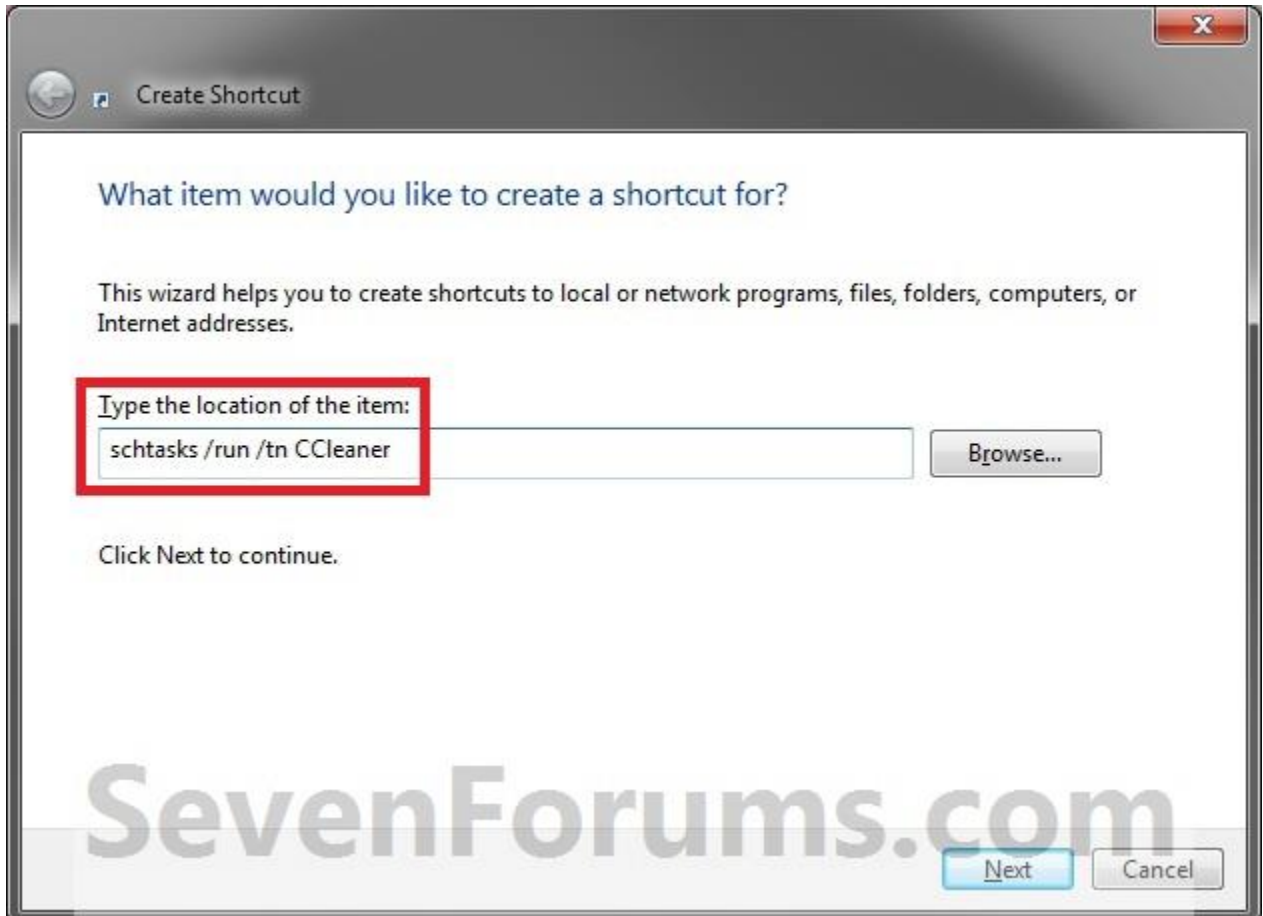 Create Shortcut
What item would you like to create a shortcut for?
This wizard helps you to create shortcuts to local or network programs, files, folders, computers, or
Internet addresses.
Type the location of the item:
schtasks /run /tn CCleaner
Browse...
Click Next to continue.
SevenForums.com
Next
Cancel